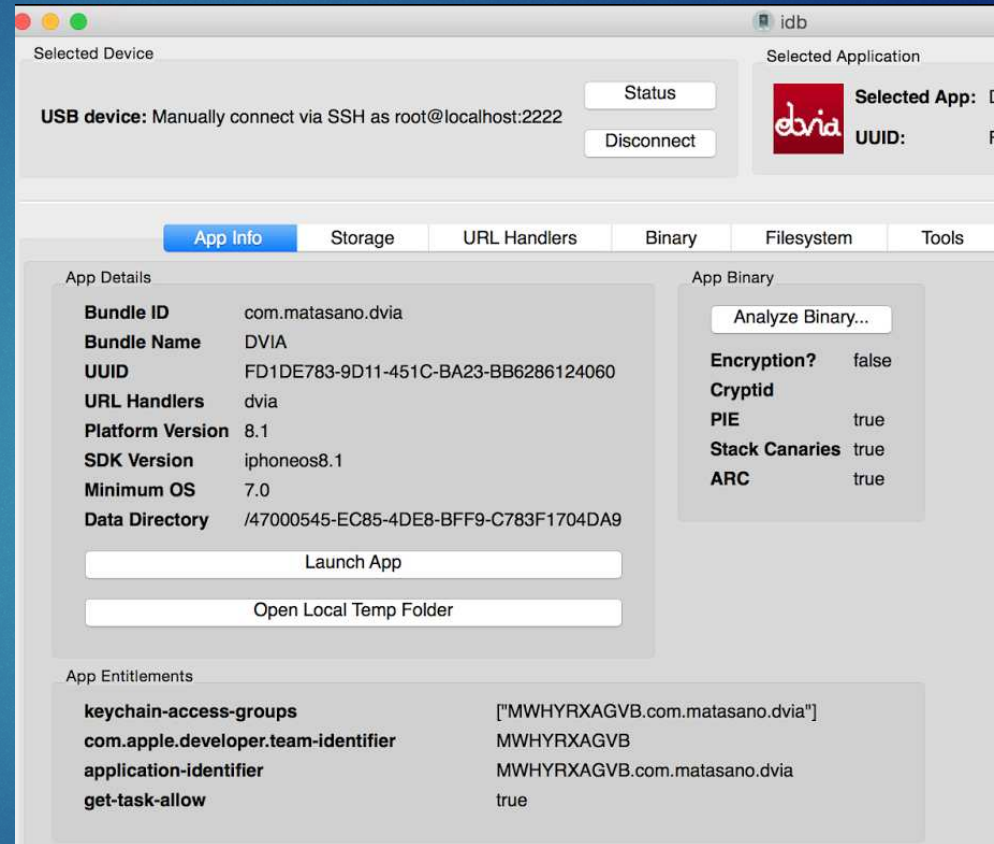 idb
Selected Device
USB device: Manually connect via SSH as root@localhost:2222
Status
Disconnect
Selected Application
dvia
Selected App: D
UUID: F
App Info
Storage
URL Handlers
Binary
Filesystem
Tools
App Details
Bundle ID com.matasano.dvia
Bundle Name DVIA
UUID FD1DE783-9D11-451C-BA23-BB6286124060
URL Handlers dvia
Platform Version 8.1
SDK Version iphoneos8.1
Minimum OS 7.0
Data Directory /47000545-EC85-4DE8-BFF9-C783F1704DA9
Launch App
Open Local Temp Folder
App Binary
Analyze Binary...
Encryption? false
Cryptid
PIE true
Stack Canaries true
ARC true
App Entitlements
keychain-access-groups ["MWHYRXAGVB.com.matasano.dvia"]
com.apple.developer.team-identifier MWHYRXAGVB
application-identifier MWHYRXAGVB.com.matasano.dvia
get-task-allow true